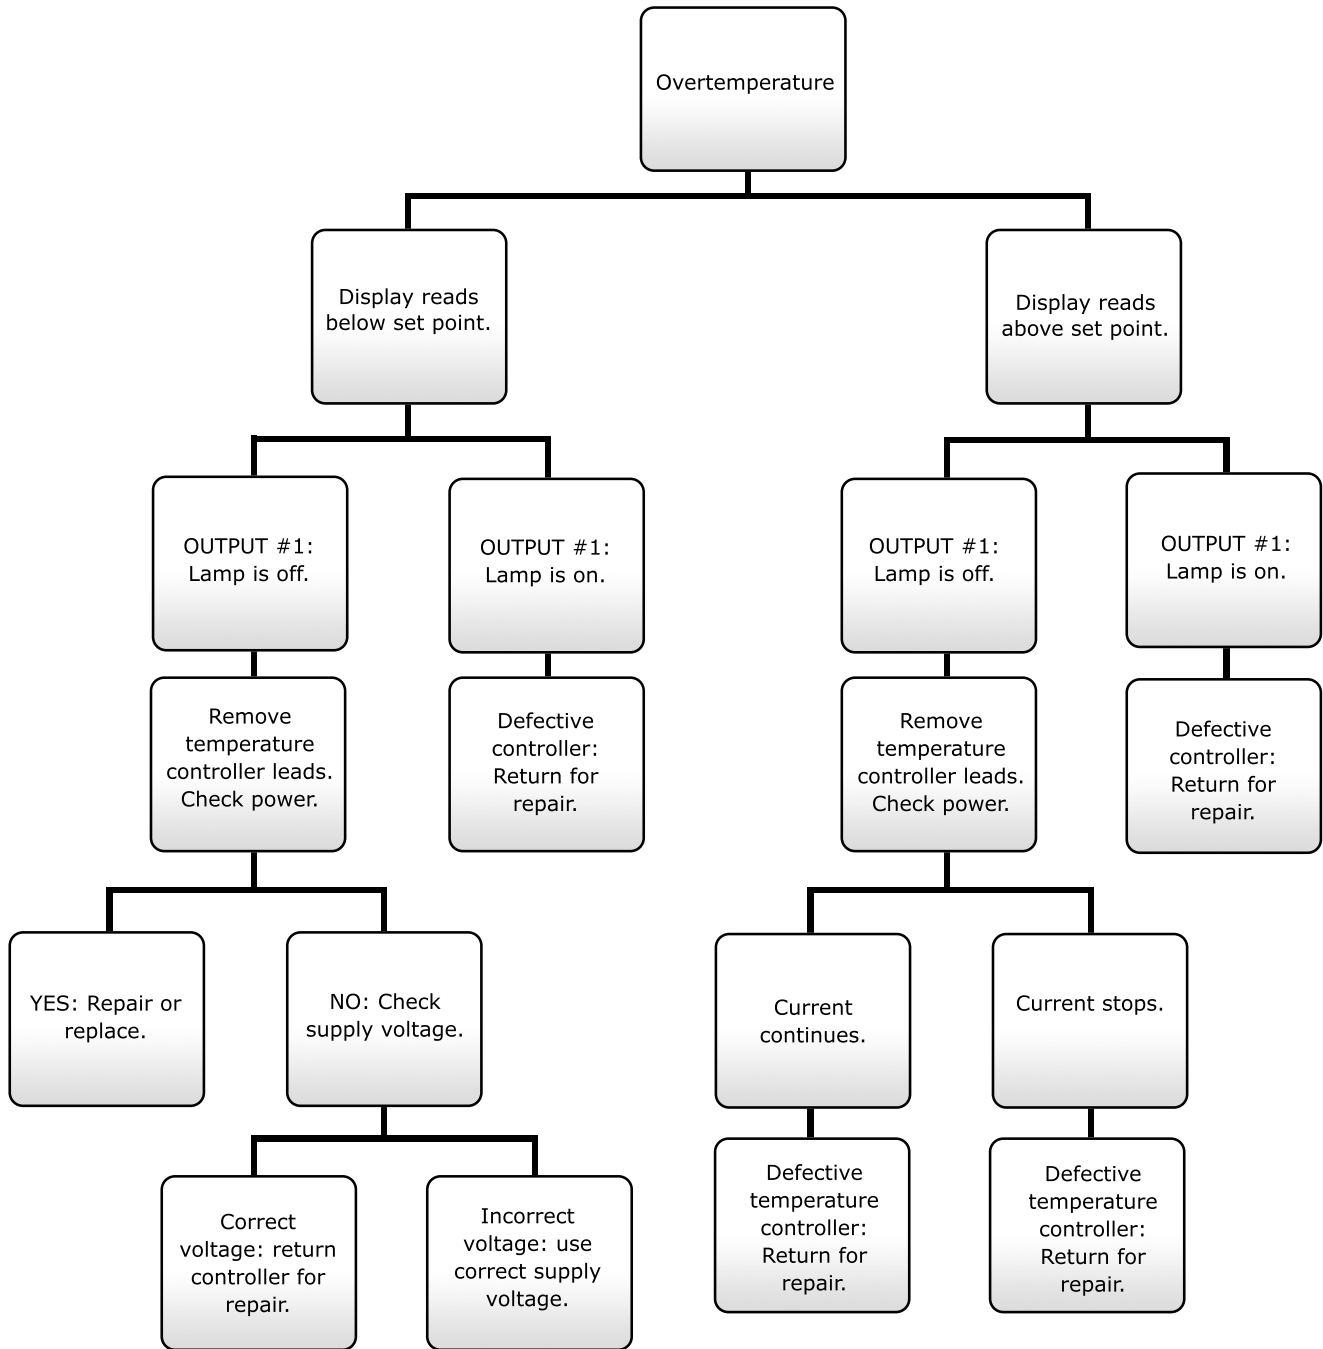 Overtemperature
Display reads
below set point.
Display reads
above set point.
OUTPUT #1:
Lamp is off.
OUTPUT #1:
Lamp is on.
OUTPUT #1:
Lamp is off.
OUTPUT #1:
Lamp is on.
Remove
temperature
controller leads.
Check power.
Defective
controller:
Return for
repair.
Remove
temperature
controller leads.
Check power.
Defective
controller:
Return for
repair.
YES: Repair or
replace.
NO: Check
supply voltage.
Current
continues.
Current stops.
Correct
voltage: return
controller for
repair.
Incorrect
voltage: use
correct supply
voltage.
Defective
temperature
controller:
Return for
repair.
Defective
temperature
controller:
Return for
repair.